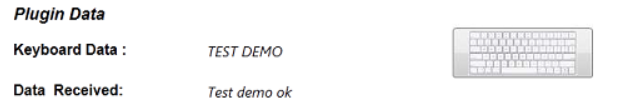 Plugin Data
Keyboard Data : TEST DEMO
Data Received: Test demo ok